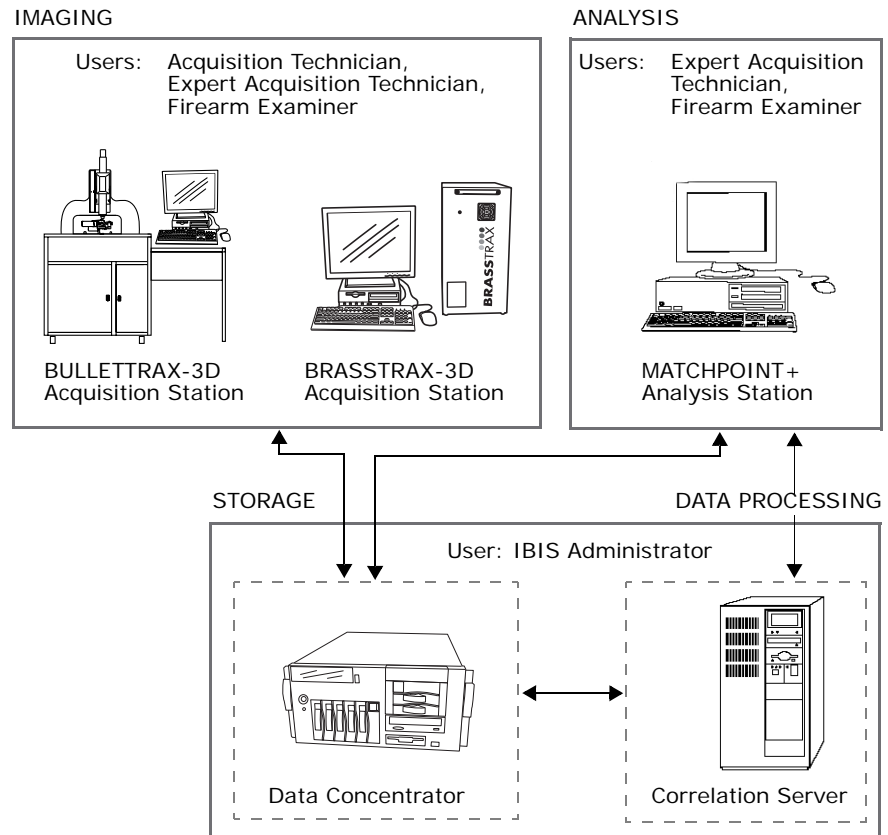 IMAGING
Users: Acquisition Technician,
Expert Acquisition Technician,
Firearm Examiner
BRASSTRAX
BULLETTRAX-3D
Acquisition Station
BRASSTRAX-3D
Acquisition Station
ANALYSIS
Users: Expert Acquisition
Technician,
Firearm Examiner
MATCHPOINT+
Analysis Station
STORAGE
DATA PROCESSING
User: IBIS Administrator
Data Concentrator
Correlation Server